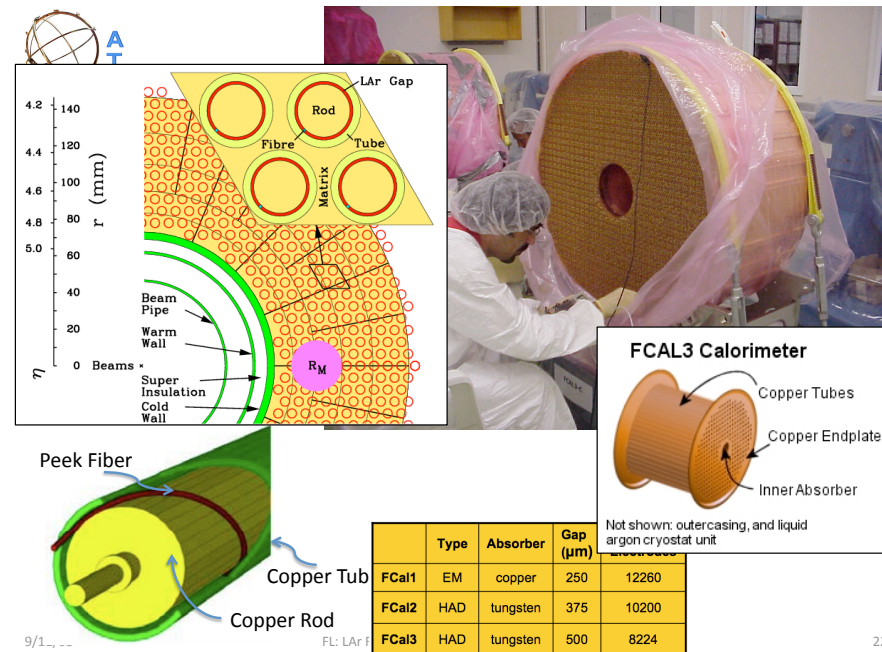 A
T
LAr Gap
Rod
Fibre
Tube
Matrix
4.2
4.4
4.6
4.8
5.0
η
140
120
100
80
60
40
20
0
r (mm)
Beam
Pipe
Warm
Wall
Beams
Super
Insulation
Cold
Wall
R_M
FCAL3 Calorimeter
Copper Tubes
Copper Endplate
Inner Absorber
Not shown: outercasing, and liquid
argon cryostat unit
Peek Fiber
Copper Tub
Copper Rod
Type Absorber Gap (μm)
FCal1 EM copper 250 12260
FCal2 HAD tungsten 375 10200
FCal3 HAD tungsten 500 8224
FL: LAr